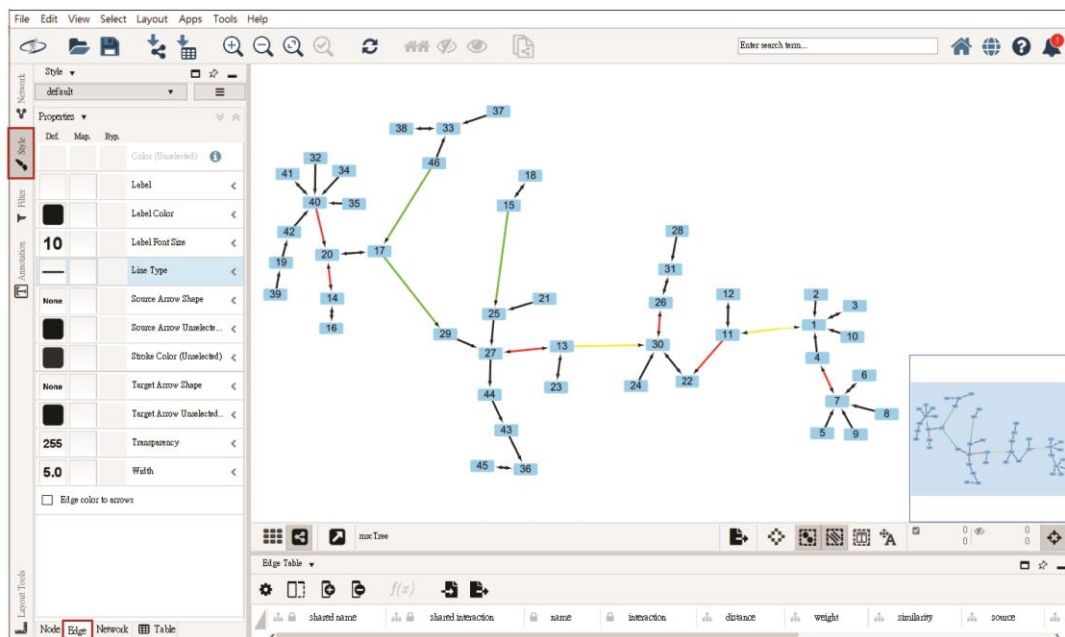 File Edit View Select Layout Apps Tools Help
Enter search term...
3
Network
Style
Filter
Annotation
Layout Tools
Style
default
Properties
Def. Map. Byp.
Color (Unselected)
Label
Label Color
10 Label Font Size
Line Type
None Source Arrow Shape
Source Arrow Unselecte...
Stroke Color (Unselected)
None Target Arrow Shape
Target Arrow Unselected...
255 Transparency
5.0 Width
Edge color to arrows
Node Edge Network Table
37
38 33
46
32
41 34
40 35
42
20 17
19
39 14
16
18
15
21
25
29
27 13
23
44
43
45 36
28
31
26 12
30 11
24 22
2
3
1
10
4
6
7
8
5 9
mscTree
0 0
0 0
Edge Table
f(x)
shared name shared interaction name interaction distance weight similarity source